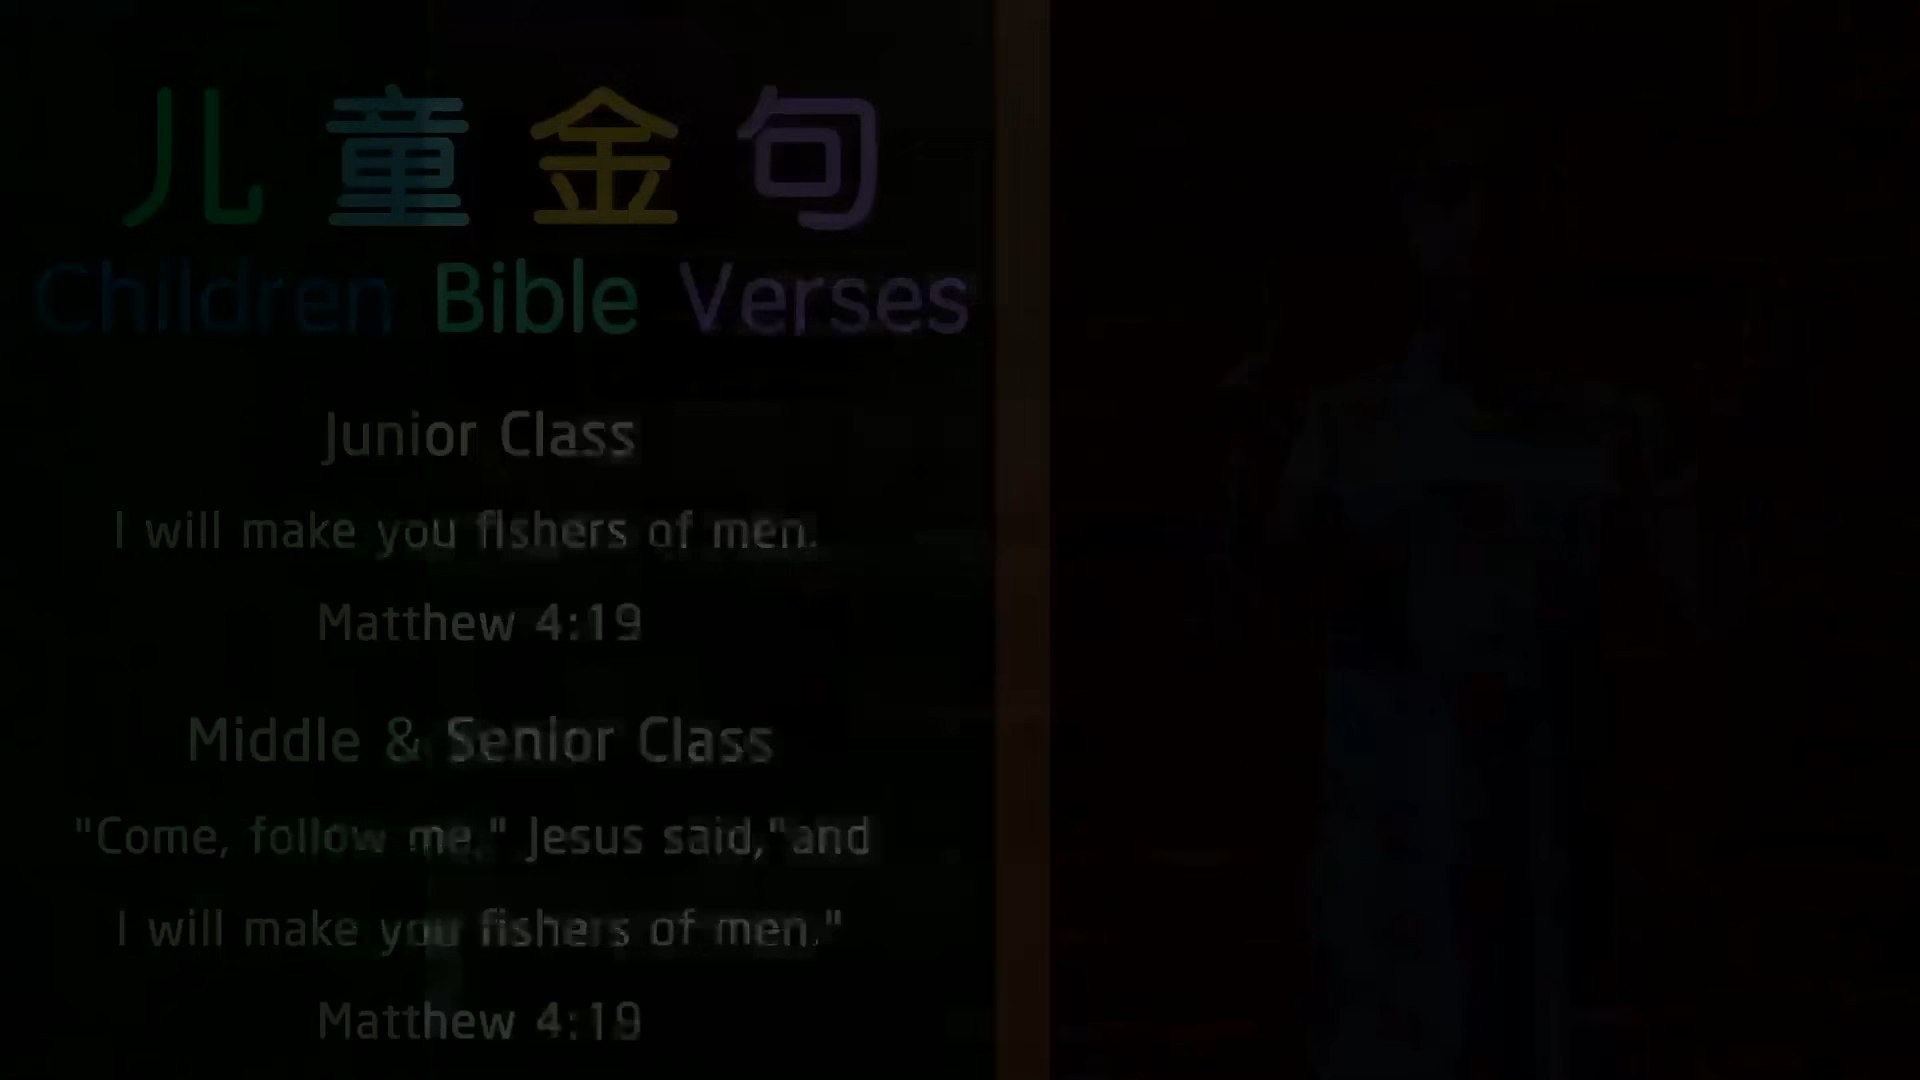 儿童金句
Children Bible Verses
Junior Class
I will make you fishers of men.
Matthew 4:19
Middle & Senior Class
"Come, follow me," Jesus said,"and
I will make you fishers of men."
Matthew 4:19